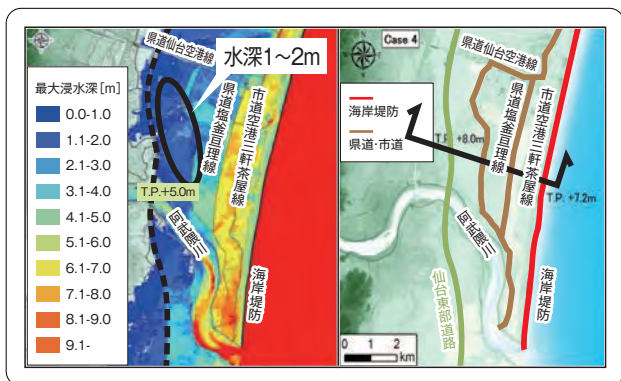 県道仙台空港線
水深1~2m
最大浸水深[m]
0.0-1.0
1.1-2.0
2.1-3.0
3.1-4.0
4.1-5.0
5.1-6.0
6.1-7.0
7.1-8.0
8.1-9.0
9.1-
県道塩釜亘理線
市道空港三軒茶屋線
T.P.+5.0m
阿武隈川
海岸堤防
Case 4
県道仙台空港線
海岸堤防
県道・市道
県道塩釜亘理線
市道空港三軒茶屋線
T.P. +8.0m
T.P. +7.2m
阿武隈川
仙台東部道路
海岸堤防
0 1 2
km